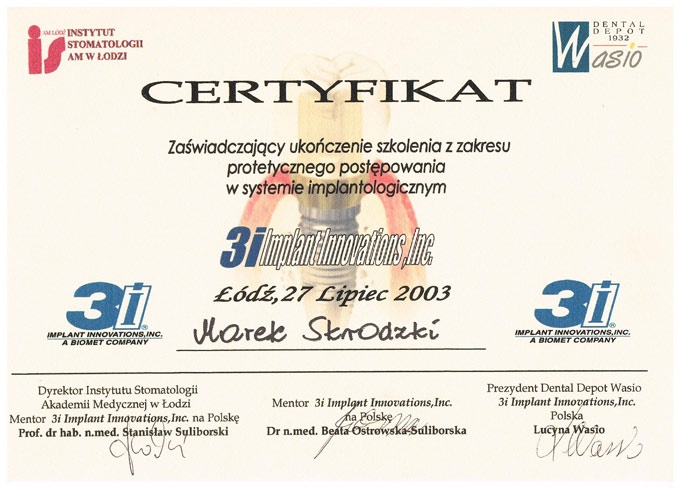 AM ŁÓDŹ
is
INSTYTUT
STOMATOLOGII
AM W ŁODZI
DENTAL
DEPOT
1932
Wasio
CERTYFIKAT
Zaświadczający ukończenie szkolenia z zakresu
protetycznego postępowania
w systemie implantologicznym
3i Implant Innovations, Inc.
Łódź, 27 Lipiec 2003
3i®
IMPLANT INNOVATIONS, INC.
A BIOMET COMPANY
Marek Skrodzki
3i®
IMPLANT INNOVATIONS, INC.
A BIOMET COMPANY
Dyrektor Instytutu Stomatologii
Akademii Medycznej w Łodzi
Mentor 3i Implant Innovations,Inc. na Polskę
Prof. dr hab. n.med. Stanisław Suliborski
Mentor 3i Implant Innovations,Inc.
na Polskę
Dr n.med. Beata Ostrowska-Suliborska
Prezydent Dental Depot Wasio
3i Implant Innovations,Inc.
Polska
Lucyna Wasio